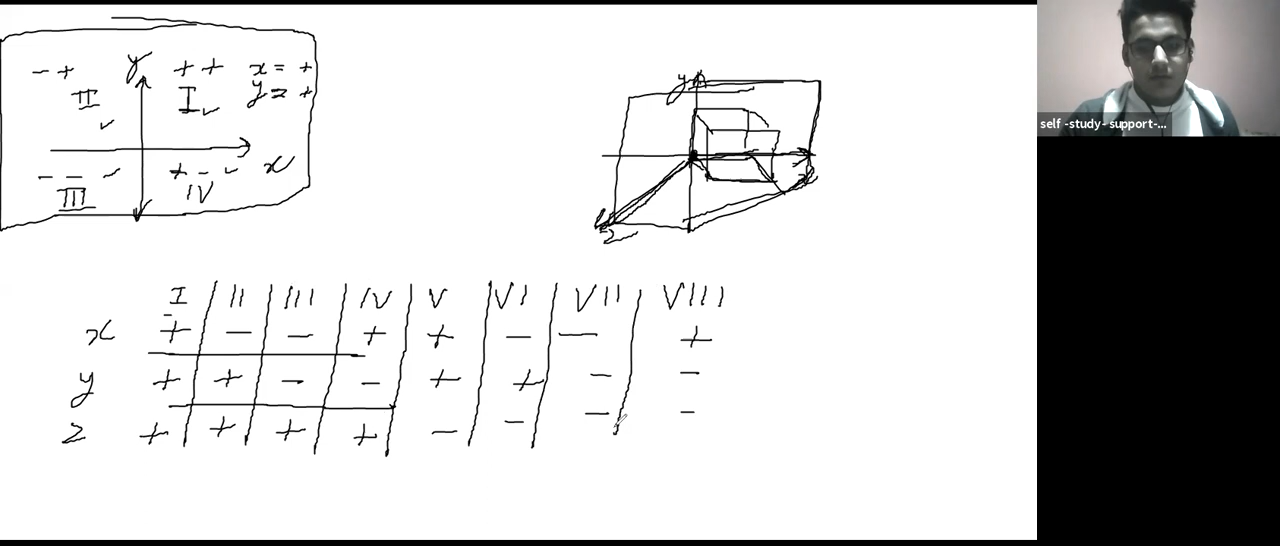 - + y + + x = +
II I y = +
x
- - + -
III IV
y
z
self -study- support-...
I II III IV V VI VII VIII
x + - - + + - - +
y + + - - + + - -
z + + + + - - - -